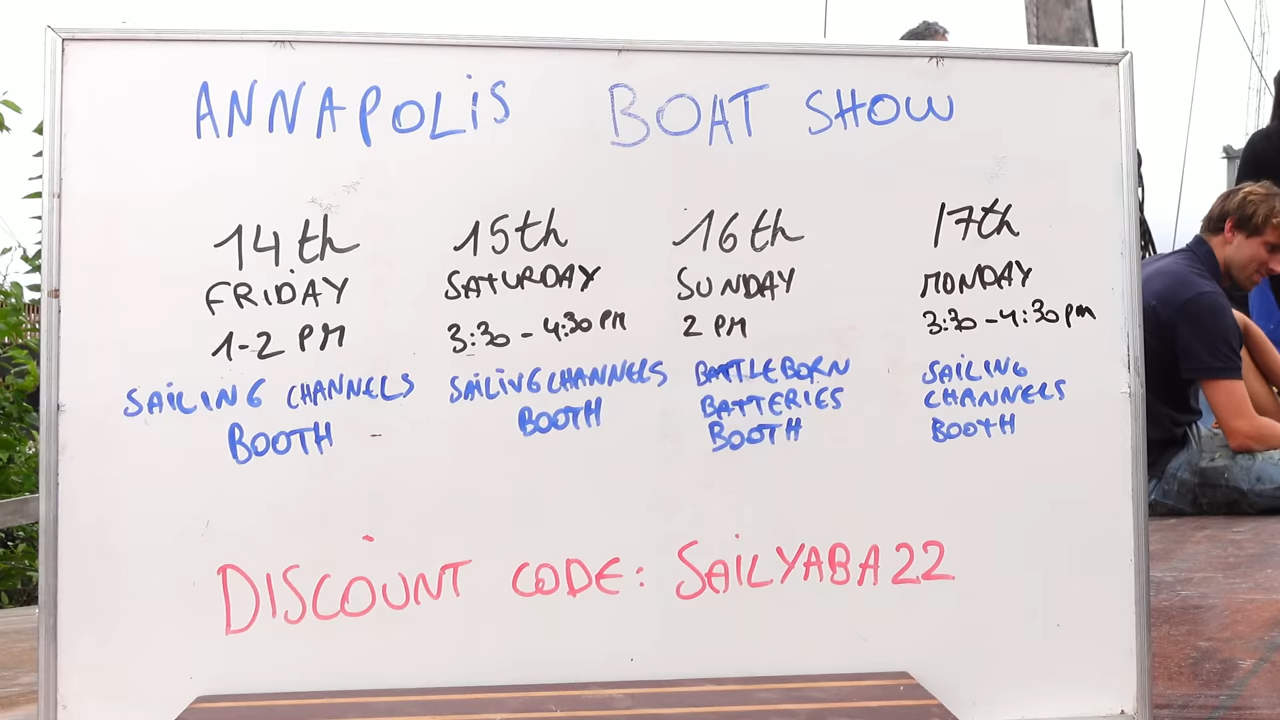 ANNAPOLIS BOAT SHOW
14th
FRIDAY
1-2 PM
SAILING CHANNELS
BOOTH
15th
SATURDAY
3:30 - 4:30 PM
SAILING CHANNELS
BOOTH
16th
SUNDAY
2 PM
BATTLEBORN
BATTERIES
BOOTH
17th
MONDAY
3:30 - 4:30 pm
SAILING
CHANNELS
BOOTH
DISCOUNT CODE: SAILYABA22